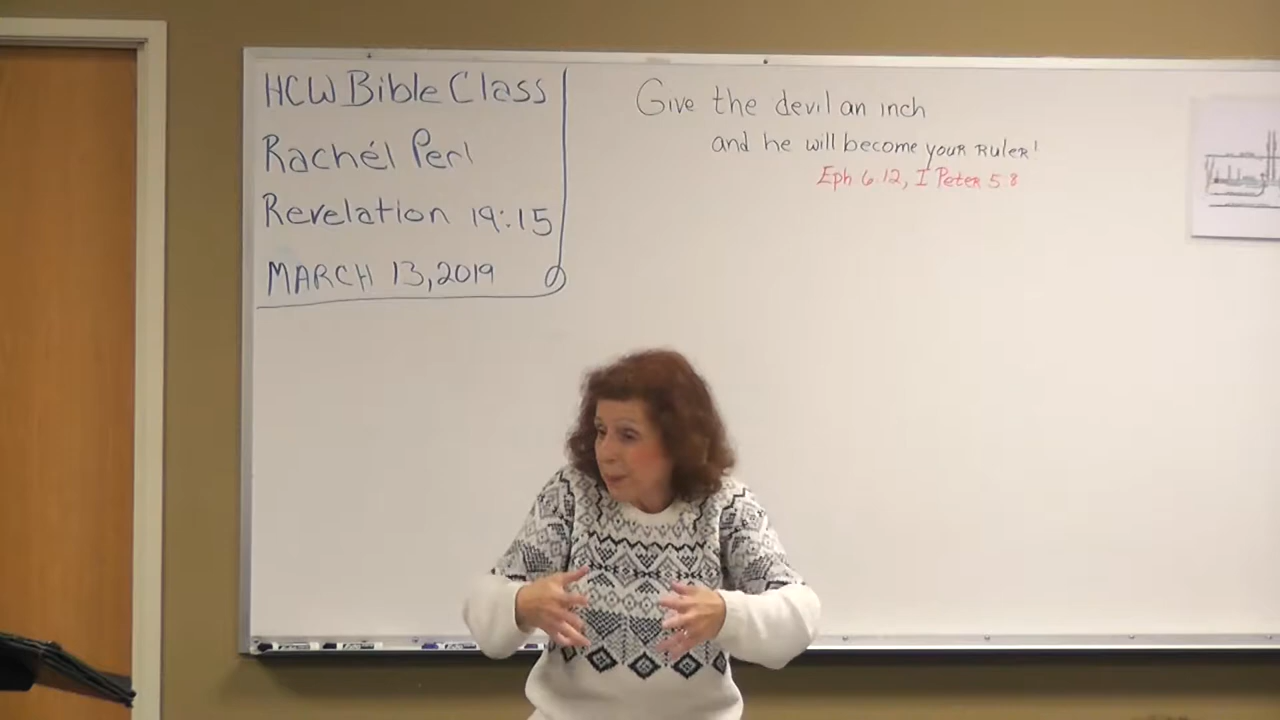 HCW Bible Class
Rachél Perl
Revelation 19:15
MARCH 13, 2019
Give the devil an inch
and he will become your RULER!
Eph 6.12, I Peter 5.8